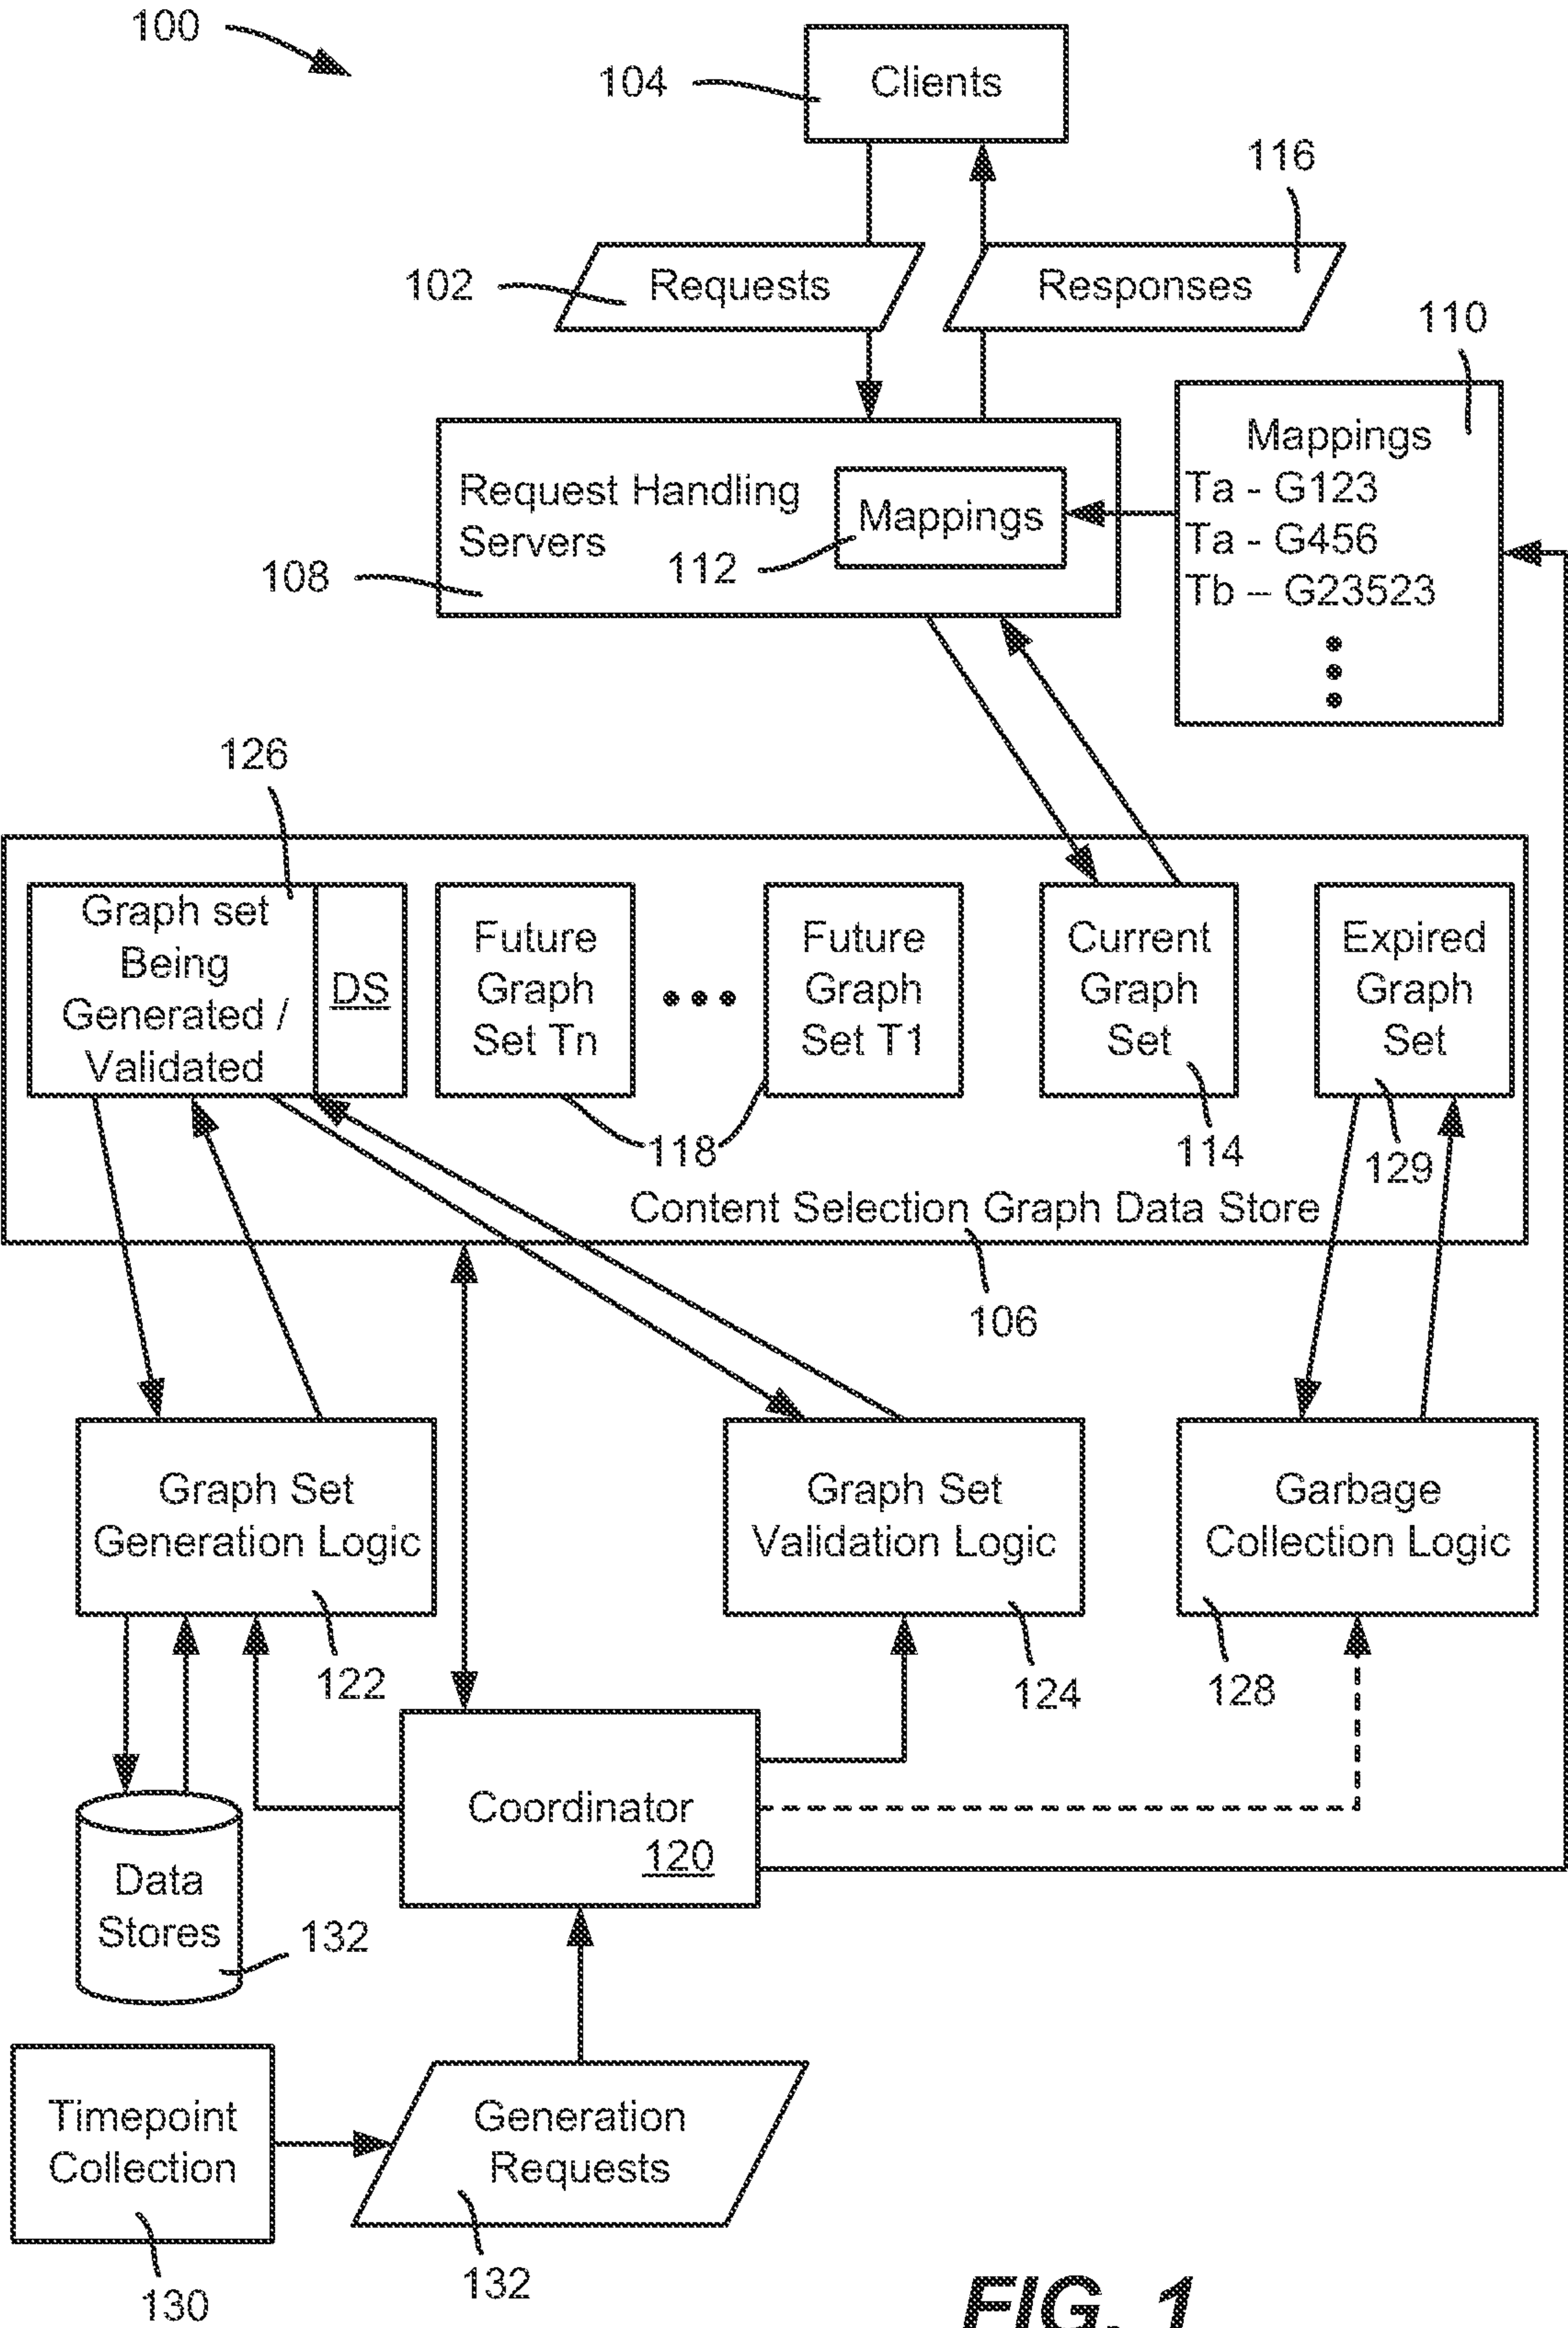 100
104
Clients
116
102
Requests
Responses
110
Mappings
Ta - G123
Ta - G456
Tb -- G23523
Request Handling
Servers
Mappings
112
108
126
Graph set
Being
Generated /
Validated
DS
Future
Graph
Set Tn
Future
Graph
Set T1
Current
Graph
Set
Expired
Graph
Set
118
114
129
Content Selection Graph Data Store
106
Graph Set
Generation Logic
Graph Set
Validation Logic
Garbage
Collection Logic
122
124
128
Coordinator
120
Data
Stores
132
Timepoint
Collection
Generation
Requests
130
132
FIG. 1